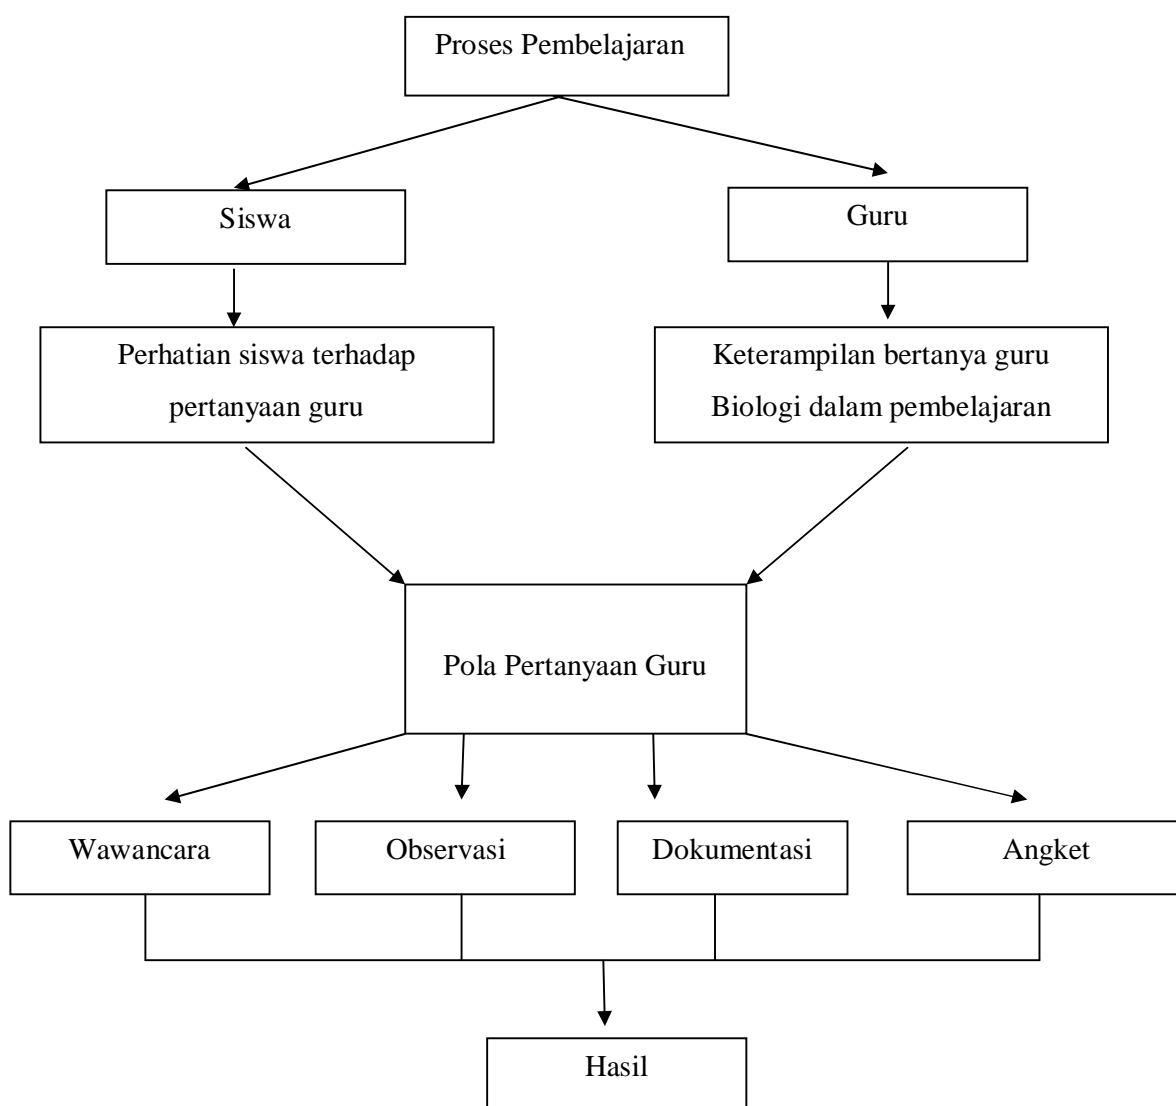 Proses Pembelajaran
Siswa
Guru
Perhatian siswa terhadap
pertanyaan guru
Keterampilan bertanya guru
Biologi dalam pembelajaran
Pola Pertanyaan Guru
Wawancara
Observasi
Dokumentasi
Angket
Hasil